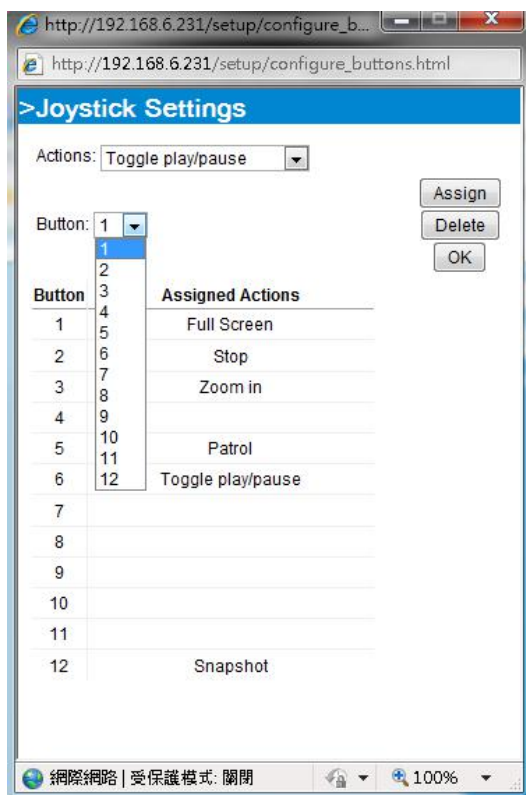 http://192.168.6.231/setup/configure_b...
http://192.168.6.231/setup/configure_buttons.html
>Joystick Settings
Actions: Toggle play/pause
Assign
Button: 1
Delete
OK
1
2
3
4
5
6
7
8
9
10
11
12
Button Assigned Actions
1 Full Screen
2 Stop
3 Zoom in
4
5 Patrol
6 Toggle play/pause
7
8
9
10
11
12 Snapshot
網際網路 | 受保護模式: 關閉 100%